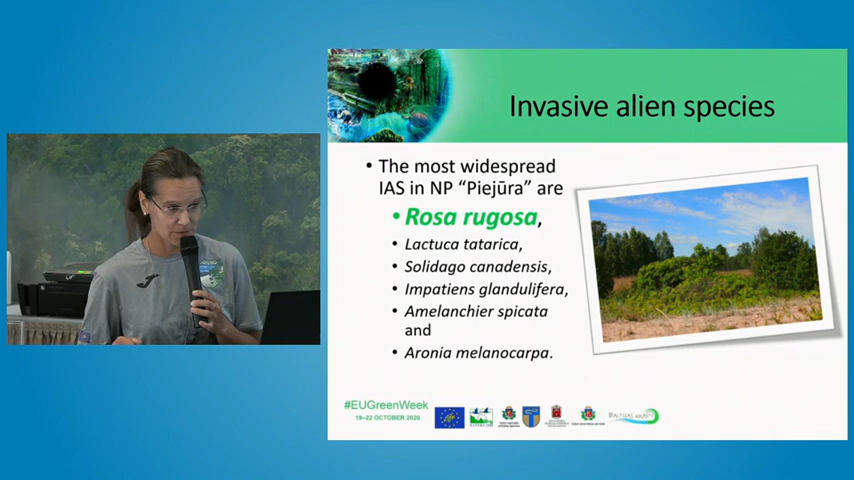 Invasive alien species
• The most widespread
IAS in NP “Piejūra” are
• Rosa rugosa,
• Lactuca tatarica,
• Solidago canadensis,
• Impatiens glandulifera,
• Amelanchier spicata
and
• Aronia melanocarpa.
#EUGreenWeek
19–22 OCTOBER 2020